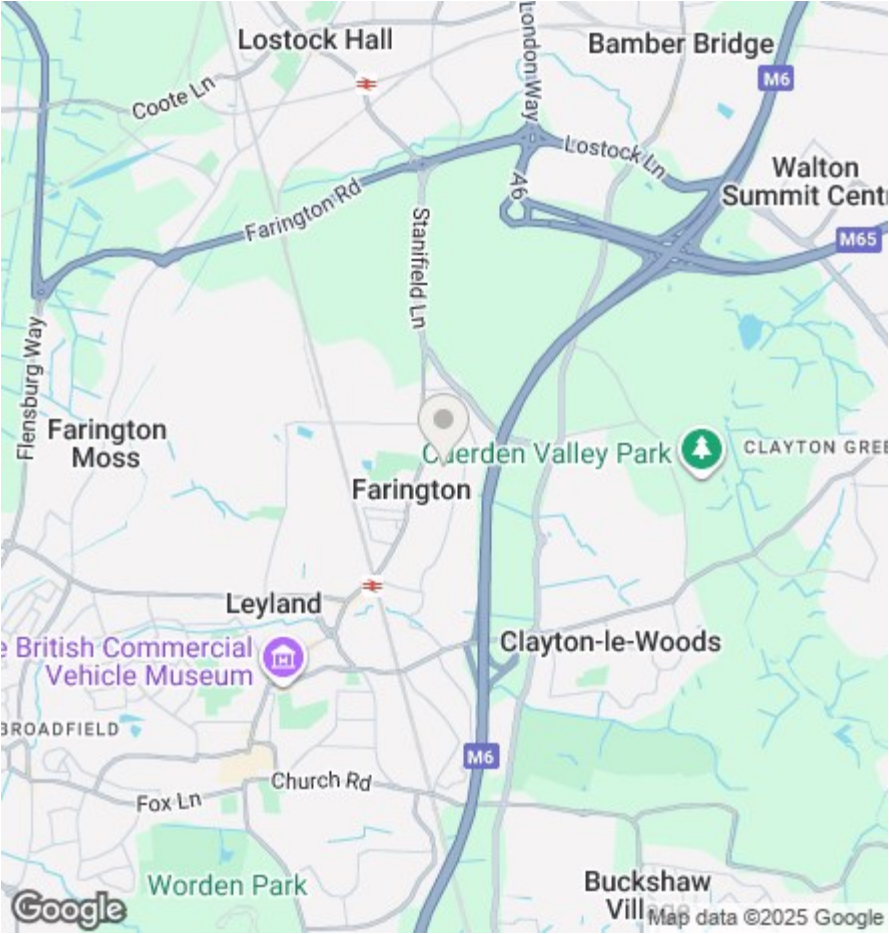 Lostock Hall
London Way
Bamber Bridge
M6
Coote Ln
Lostock Ln
Walton
Summit Cent
A6
Farington Rd
Stanifield Ln
M65
Flensburg Way
Farington
Moss
Cuerden Valley Park
CLAYTON GREE
Farington
Leyland
e British Commercial
Vehicle Museum
Clayton-le-Woods
BROADFIELD
M6
Church Rd
Fox Ln
Worden Park
Buckshaw
Village
Google
Map data ©2025 Google